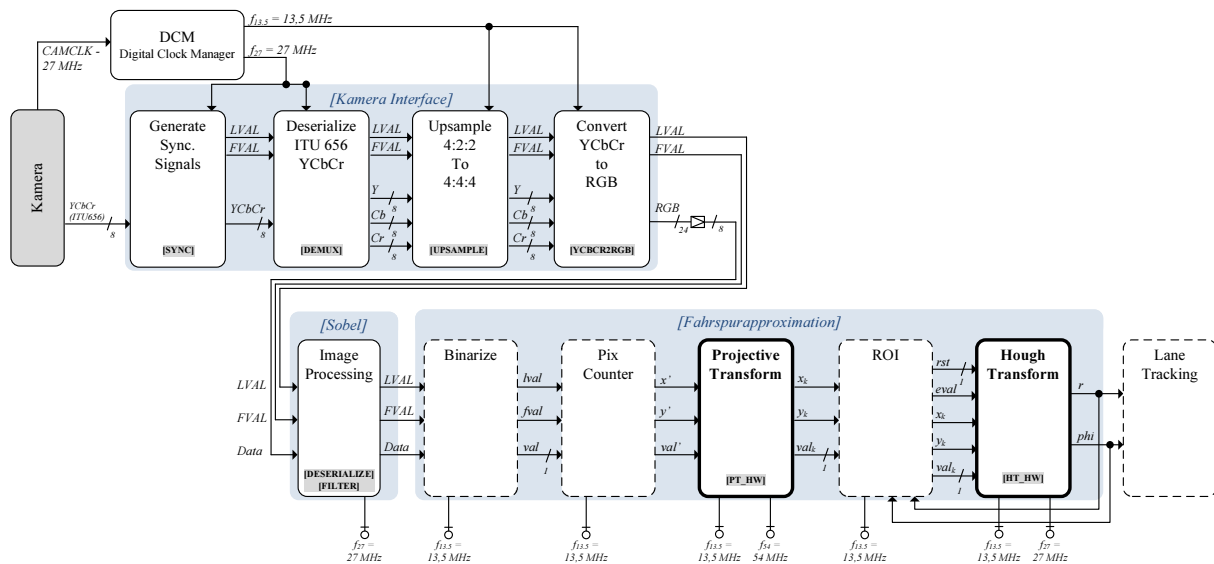 DCM
Digital Clock Manager
f13.5 = 13,5 MHz
f27 = 27 MHz
CAMCLK -
27 MHz
[Kamera Interface]
Kamera
YCbCr
(ITU656)
8
Generate
Sync.
Signals
[SYNC]
LVAL
FVAL
YCbCr
8
Deserialize
ITU 656
YCbCr
[DEMUX]
LVAL
FVAL
Y
8
Cb
8
Cr
8
Upsample
4:2:2
To
4:4:4
[UPSAMPLE]
LVAL
FVAL
Y
8
Cb
8
Cr
8
Convert
YCbCr
to
RGB
[YCBCR2RGB]
LVAL
FVAL
RGB
24
8
[Sobel]
[Fahrspurapproximation]
LVAL
FVAL
Data
Image
Processing
[DESERIALIZE]
[FILTER]
LVAL
FVAL
Data
Binarize
lval
fval
val
1
Pix
Counter
x'
y'
val'
Projective
Transform
[PT_HW]
xk
yk
valk
1
ROI
rst
1
eval
xk
yk
valk
1
Hough
Transform
[HT_HW]
r
phi
Lane
Tracking
f27 =
27 MHz
f13.5 =
13,5 MHz
f13.5 =
13,5 MHz
f13.5 =
13,5 MHz
f54 =
54 MHz
f13.5 =
13,5 MHz
f13.5 =
13,5 MHz
f27 =
27 MHz